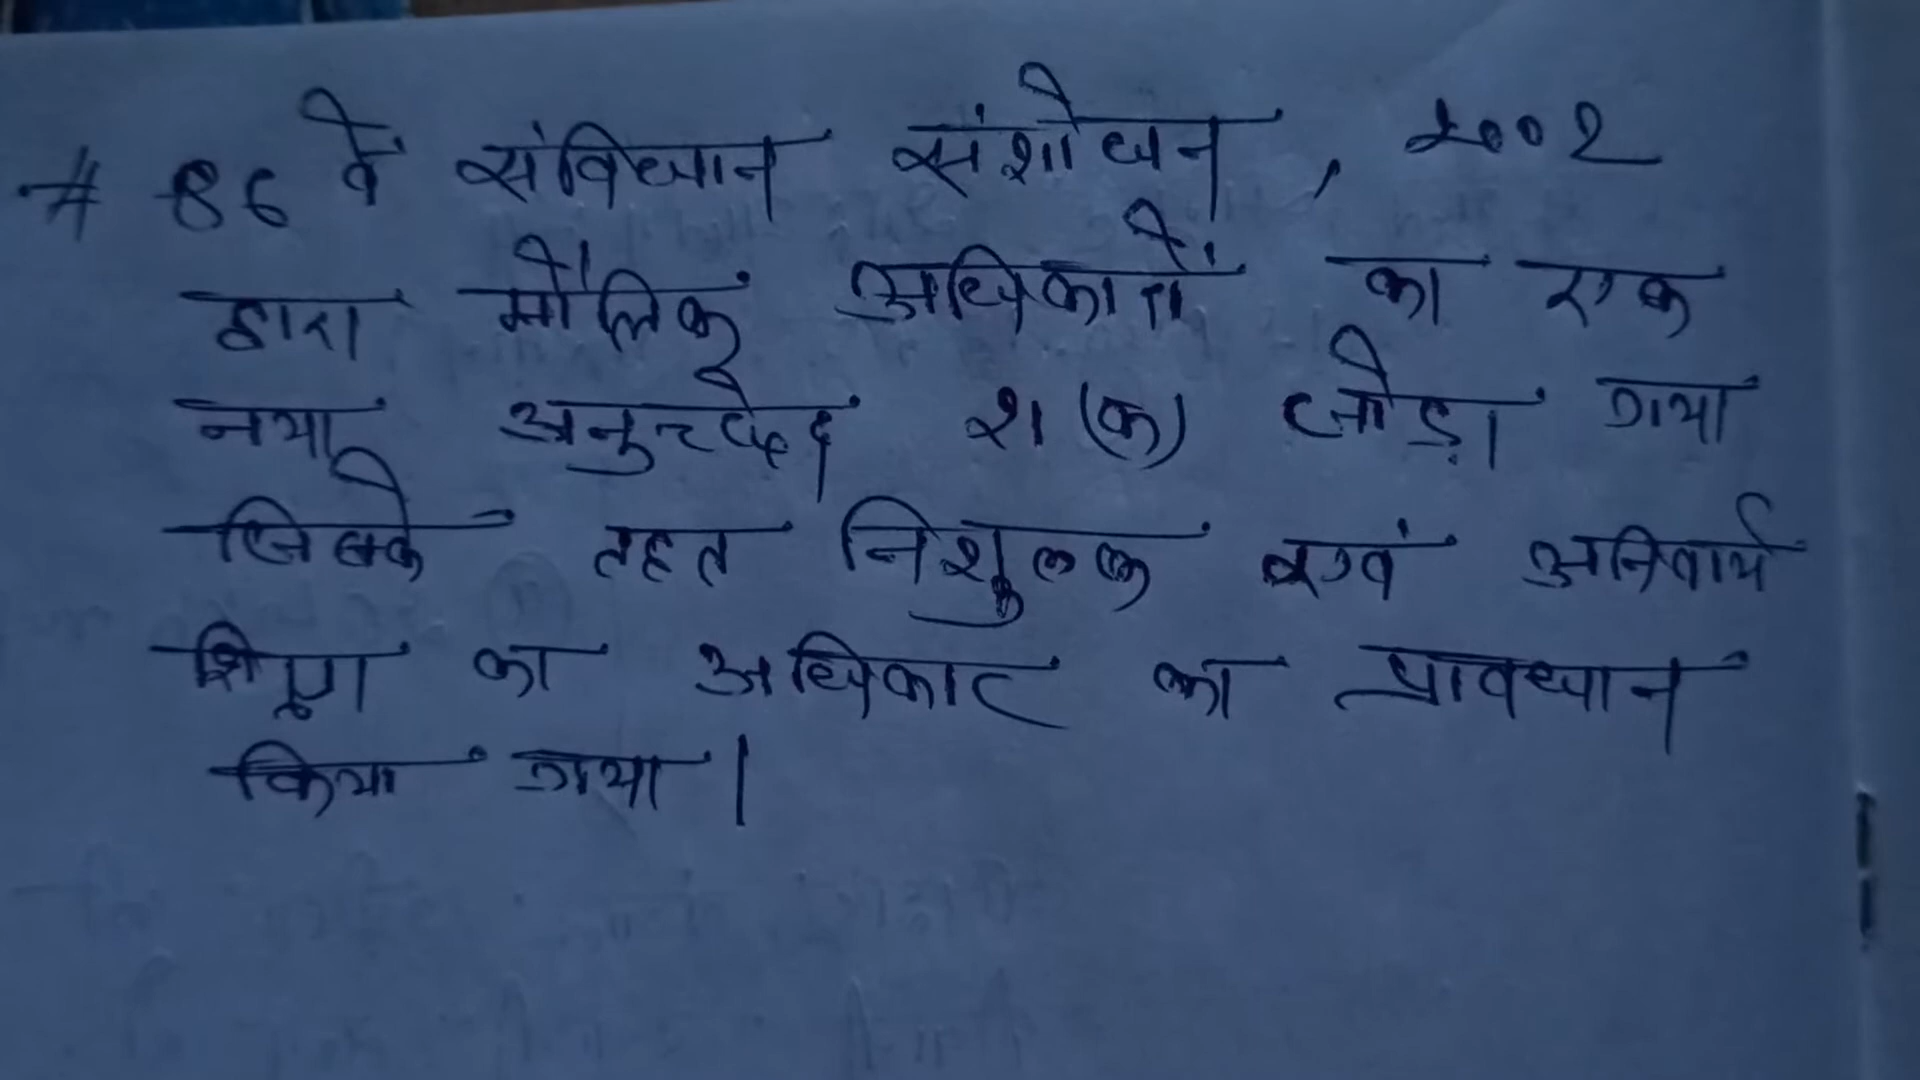 # 86 वें संविधान संशोधन, 2002
द्वारा मौलिक अधिकारों का एक
नया अनुच्छेद 21 (क) जोड़ा गया
जिसके तहत निशुल्क एवं अनिवार्य
शिक्षा का अधिकार का प्रावधान
किया गया।